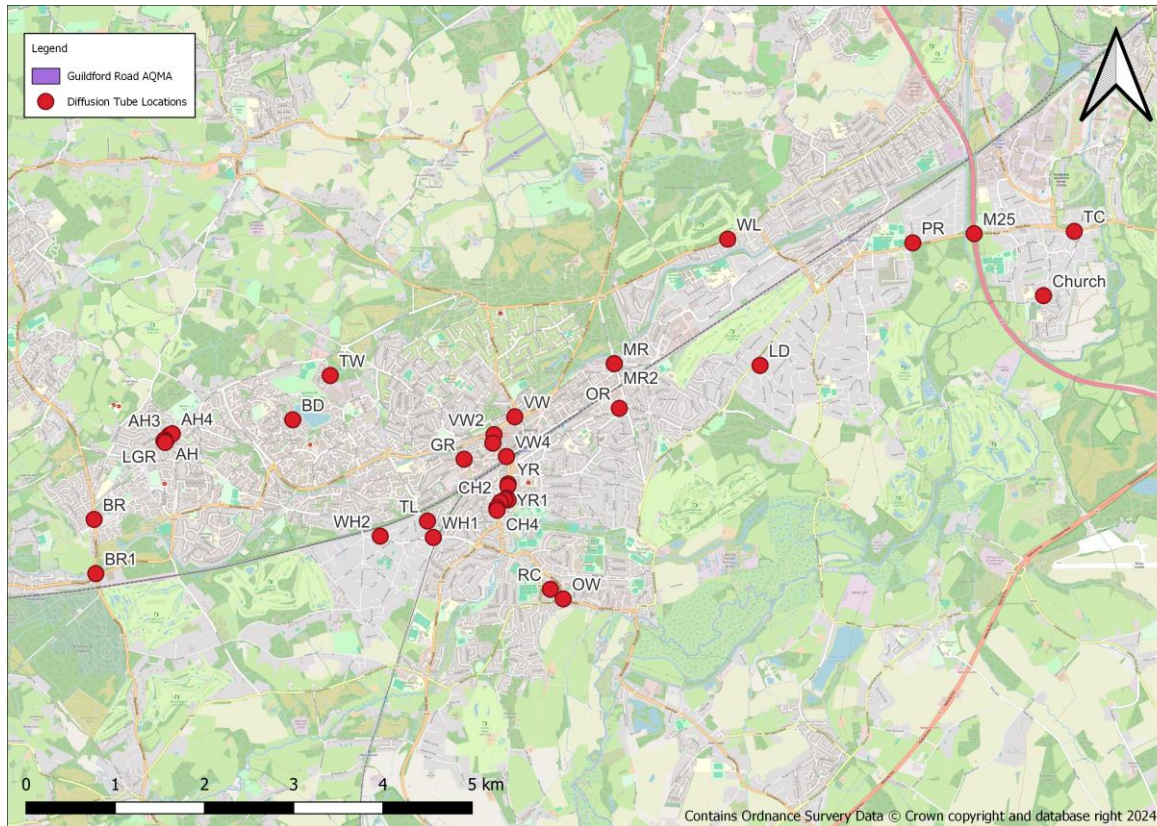 Legend
Guildford Road AQMA
Diffusion Tube Locations
WL
PR
M25
TC
Church
MR
MR2
LD
OR
TW
BD
VW
VW2
VW4
GR
AH3
AH4
LGR
AH
YR
CH2
YR1
CH4
BR
TL
WH2
WH1
BR1
RC
OW
0 1 2 3 4 5 km
Contains Ordnance Survery Data © Crown copyright and database right 2024